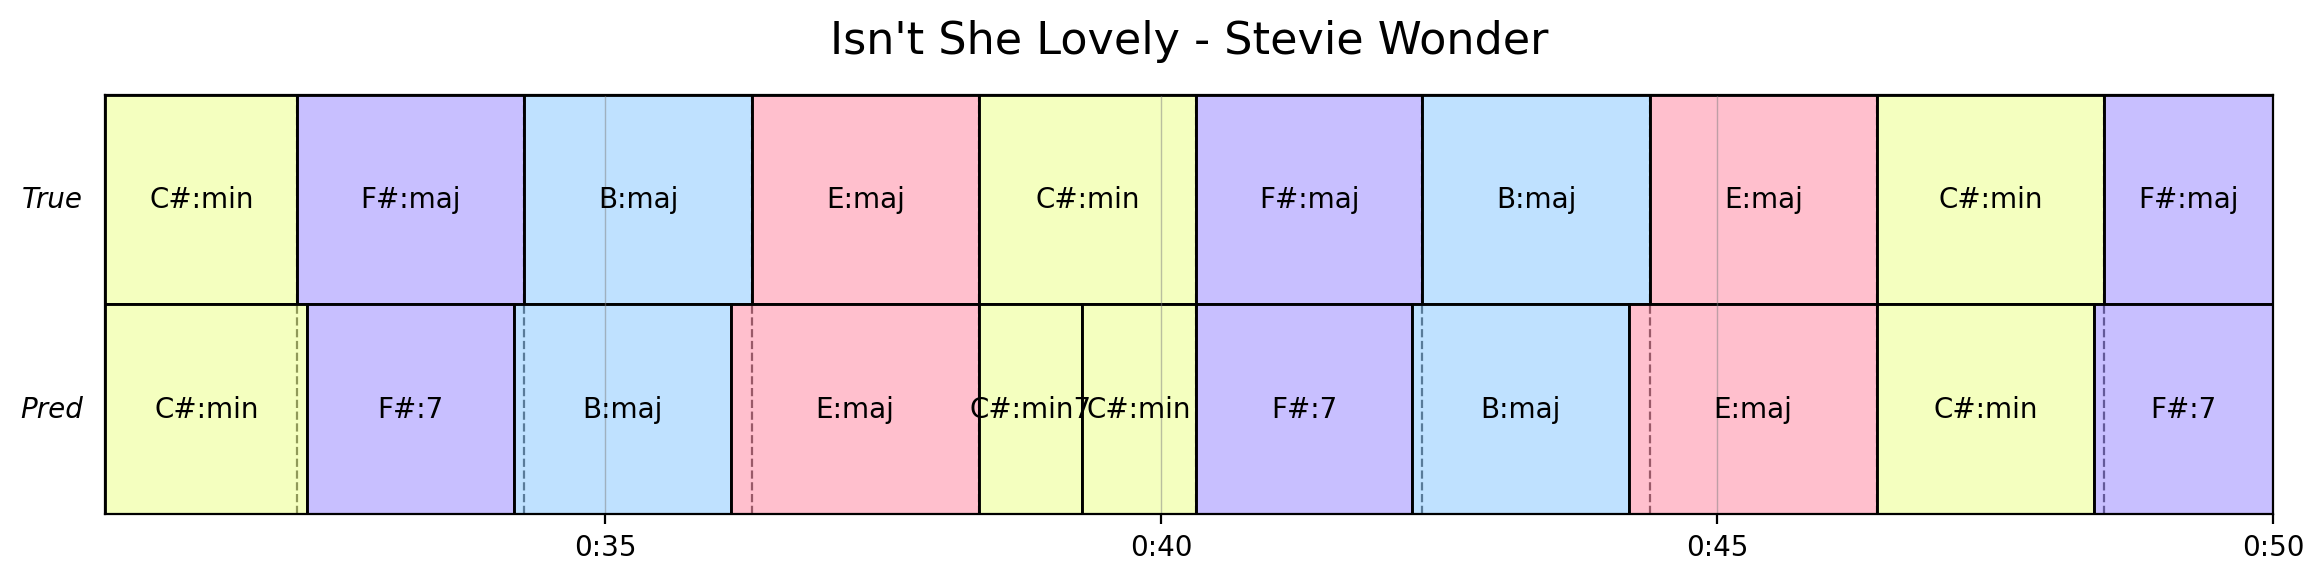 Isn't She Lovely - Stevie Wonder
True C#:min F#:maj B:maj E:maj C#:min F#:maj B:maj E:maj C#:min F#:maj
Pred C#:min F#:7 B:maj E:maj C#:min7 C#:min F#:7 B:maj E:maj C#:min F#:7
0:35 0:40 0:45 0:50